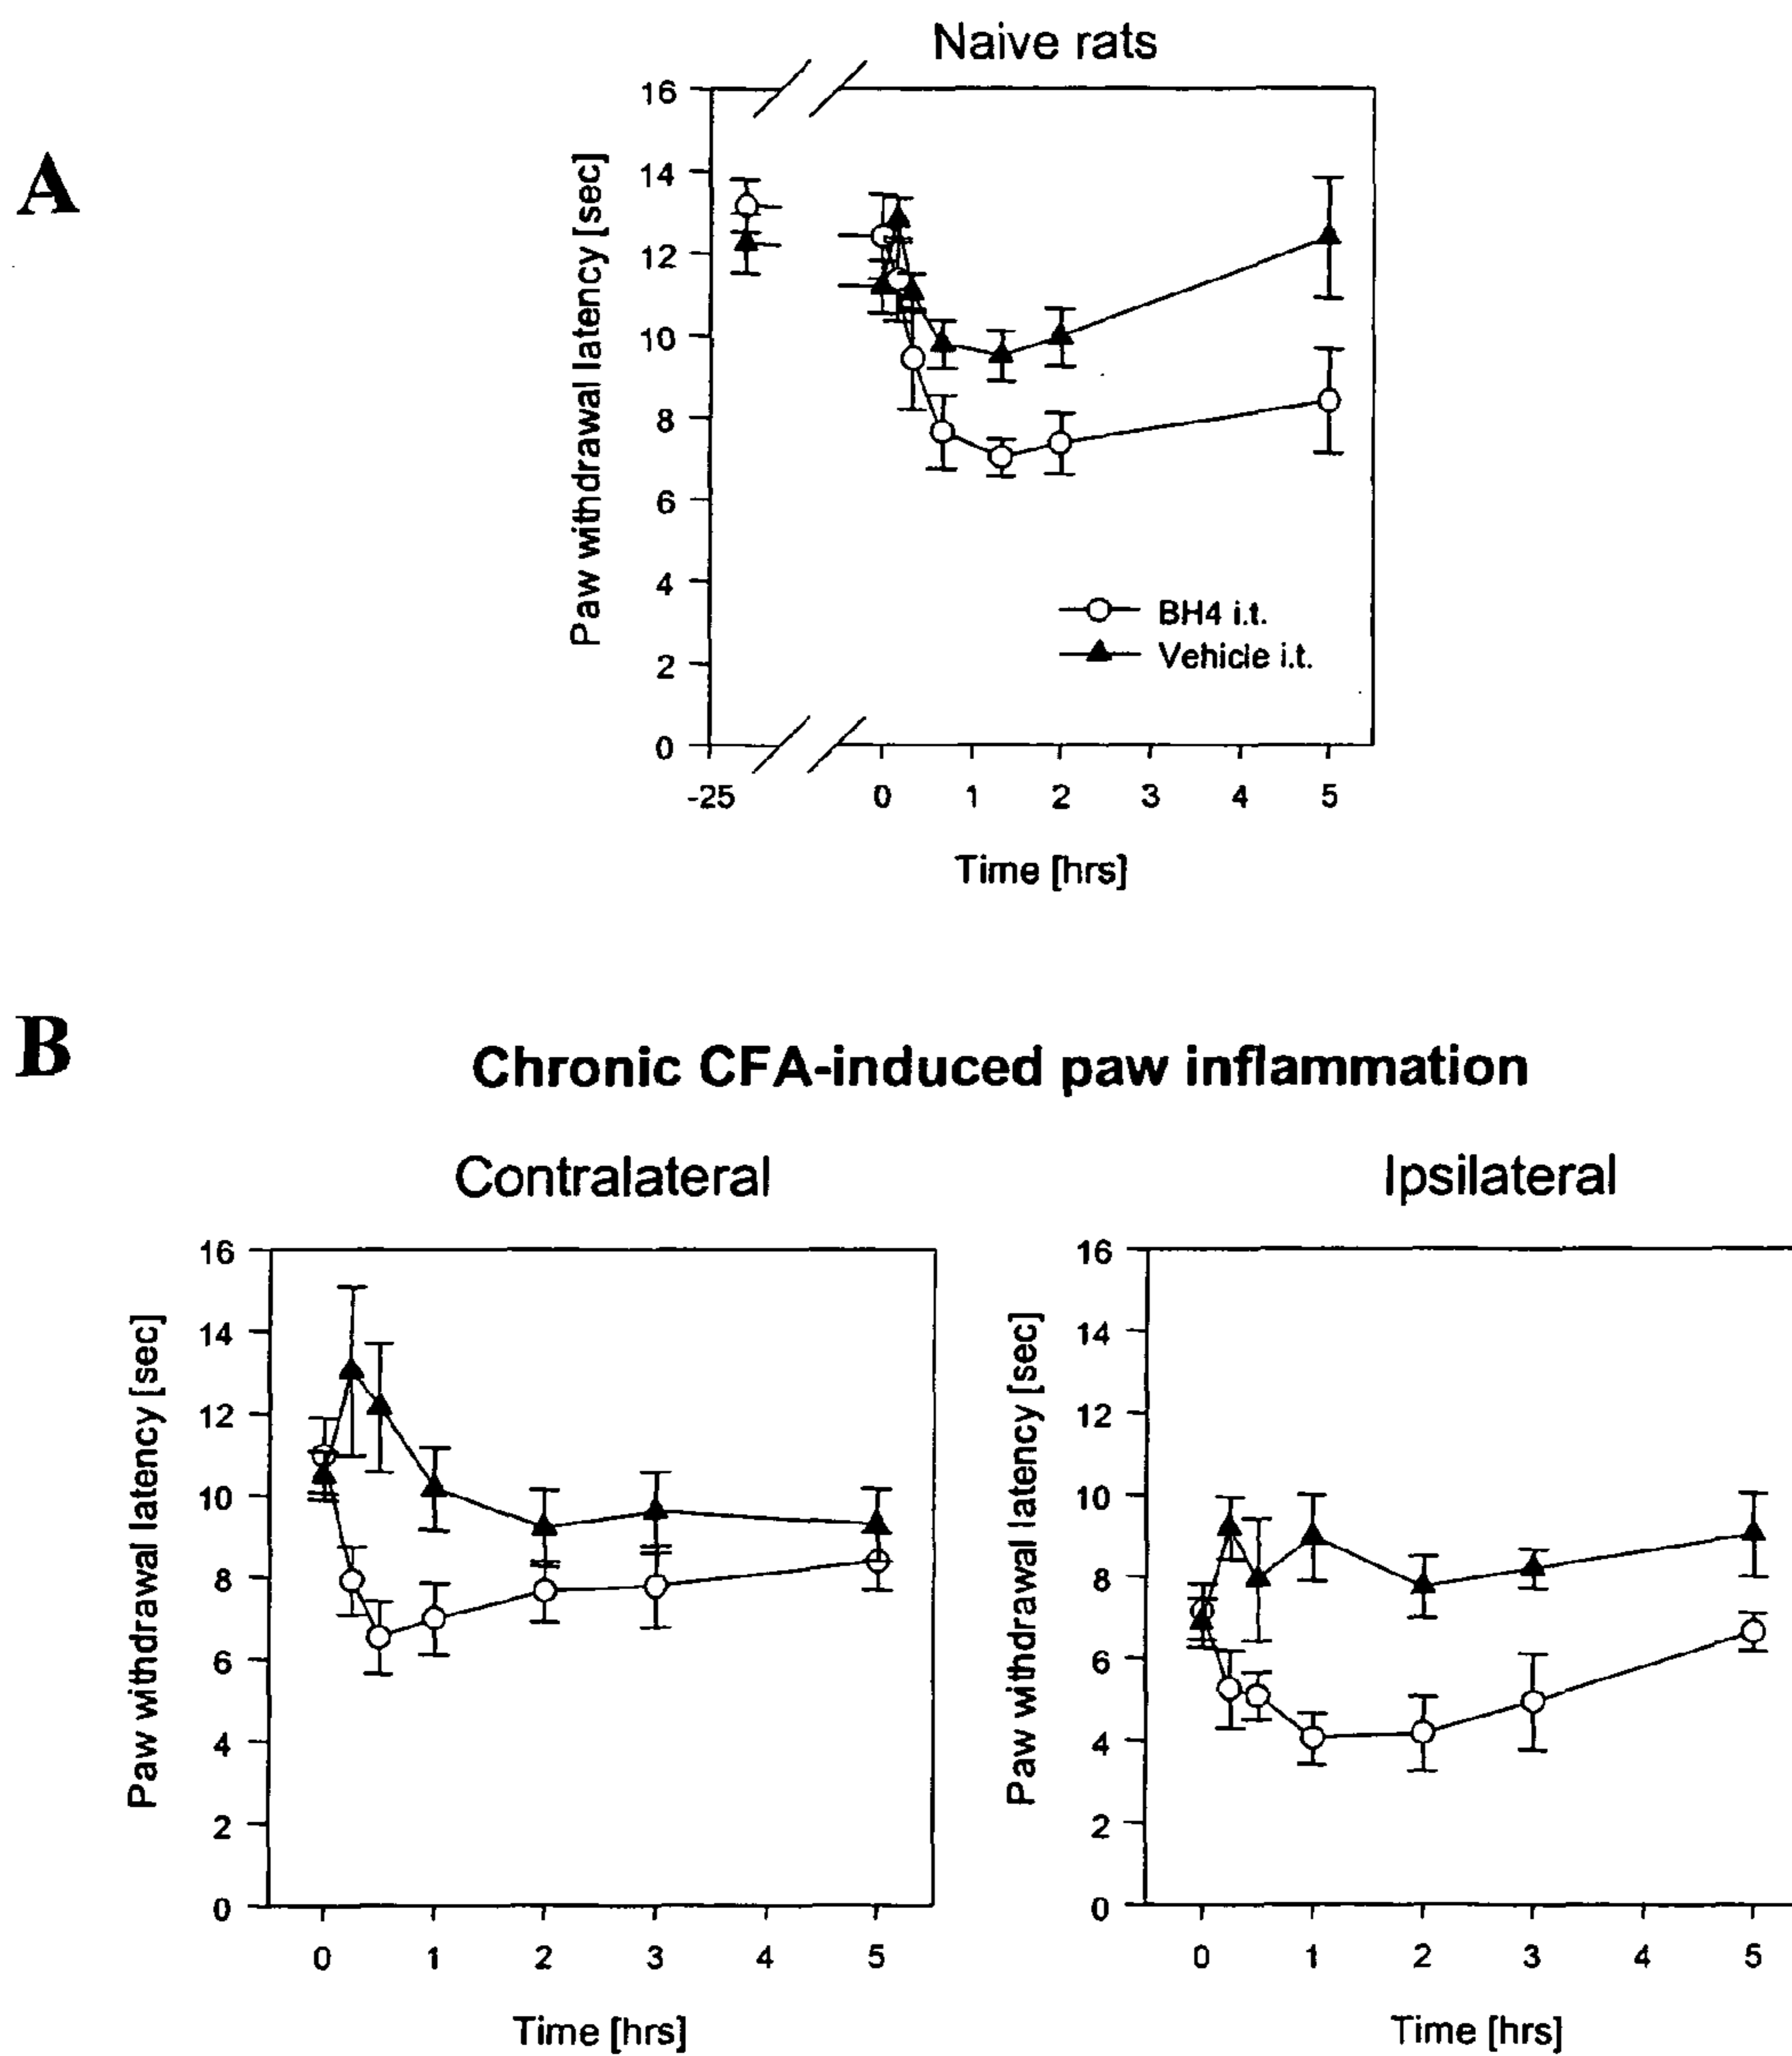 A
Naive rats
Paw withdrawal latency [sec]
16
14
12
10
8
6
4
2
0
BH4 i.t.
Vehicle i.t.
-25 0 1 2 3 4 5
Time [hrs]
B
Chronic CFA-induced paw inflammation
Contralateral
Paw withdrawal latency [sec]
16
14
12
10
8
6
4
2
0
0 1 2 3 4 5
Time [hrs]
Ipsilateral
Paw withdrawal latency [sec]
16
14
12
10
8
6
4
2
0
0 1 2 3 4 5
Time [hrs]